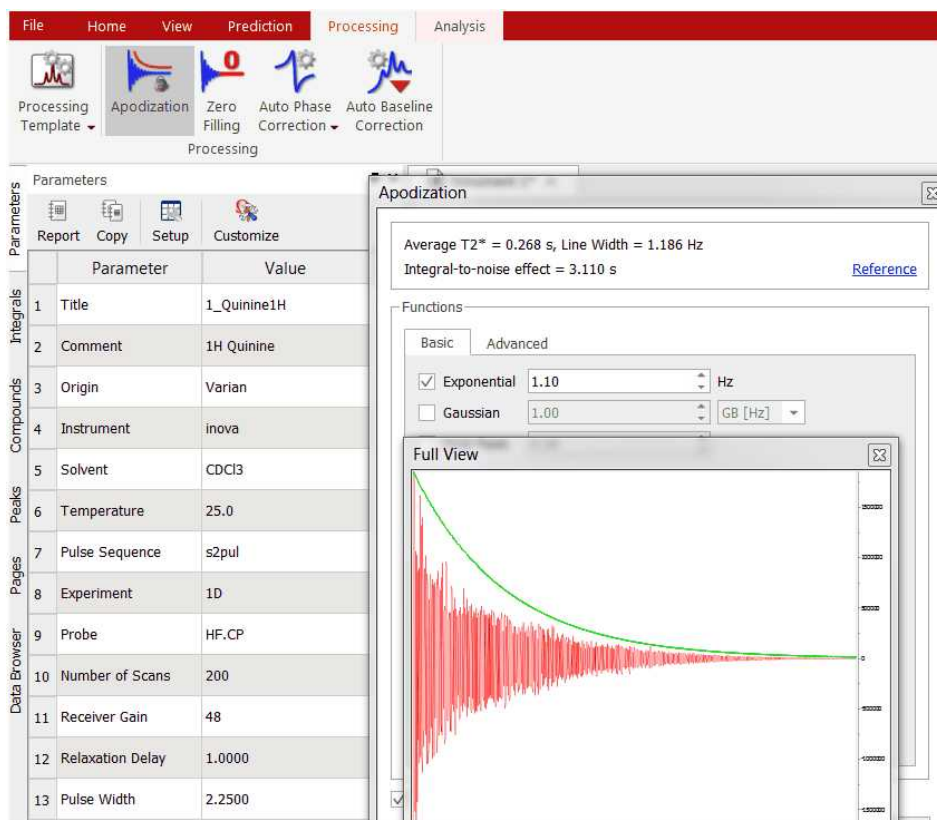 File Home View Prediction Processing Analysis
Processing Template Apodization Zero Filling Auto Phase Correction Auto Baseline Correction
Processing
Parameters
Integrals
Compounds
Peaks
Pages
Data Browser
Parameters
Report Copy Setup Customize
Parameter Value
1 Title 1_Quinine1H
2 Comment 1H Quinine
3 Origin Varian
4 Instrument inova
5 Solvent CDCl3
6 Temperature 25.0
7 Pulse Sequence s2pul
8 Experiment 1D
9 Probe HF.CP
10 Number of Scans 200
11 Receiver Gain 48
12 Relaxation Delay 1.0000
13 Pulse Width 2.2500
Apodization
Average T2* = 0.268 s, Line Width = 1.186 Hz
Integral-to-noise effect = 3.110 s Reference
Functions
Basic Advanced
Exponential 1.10 Hz
Gaussian 1.00 GB [Hz]
Full View
0